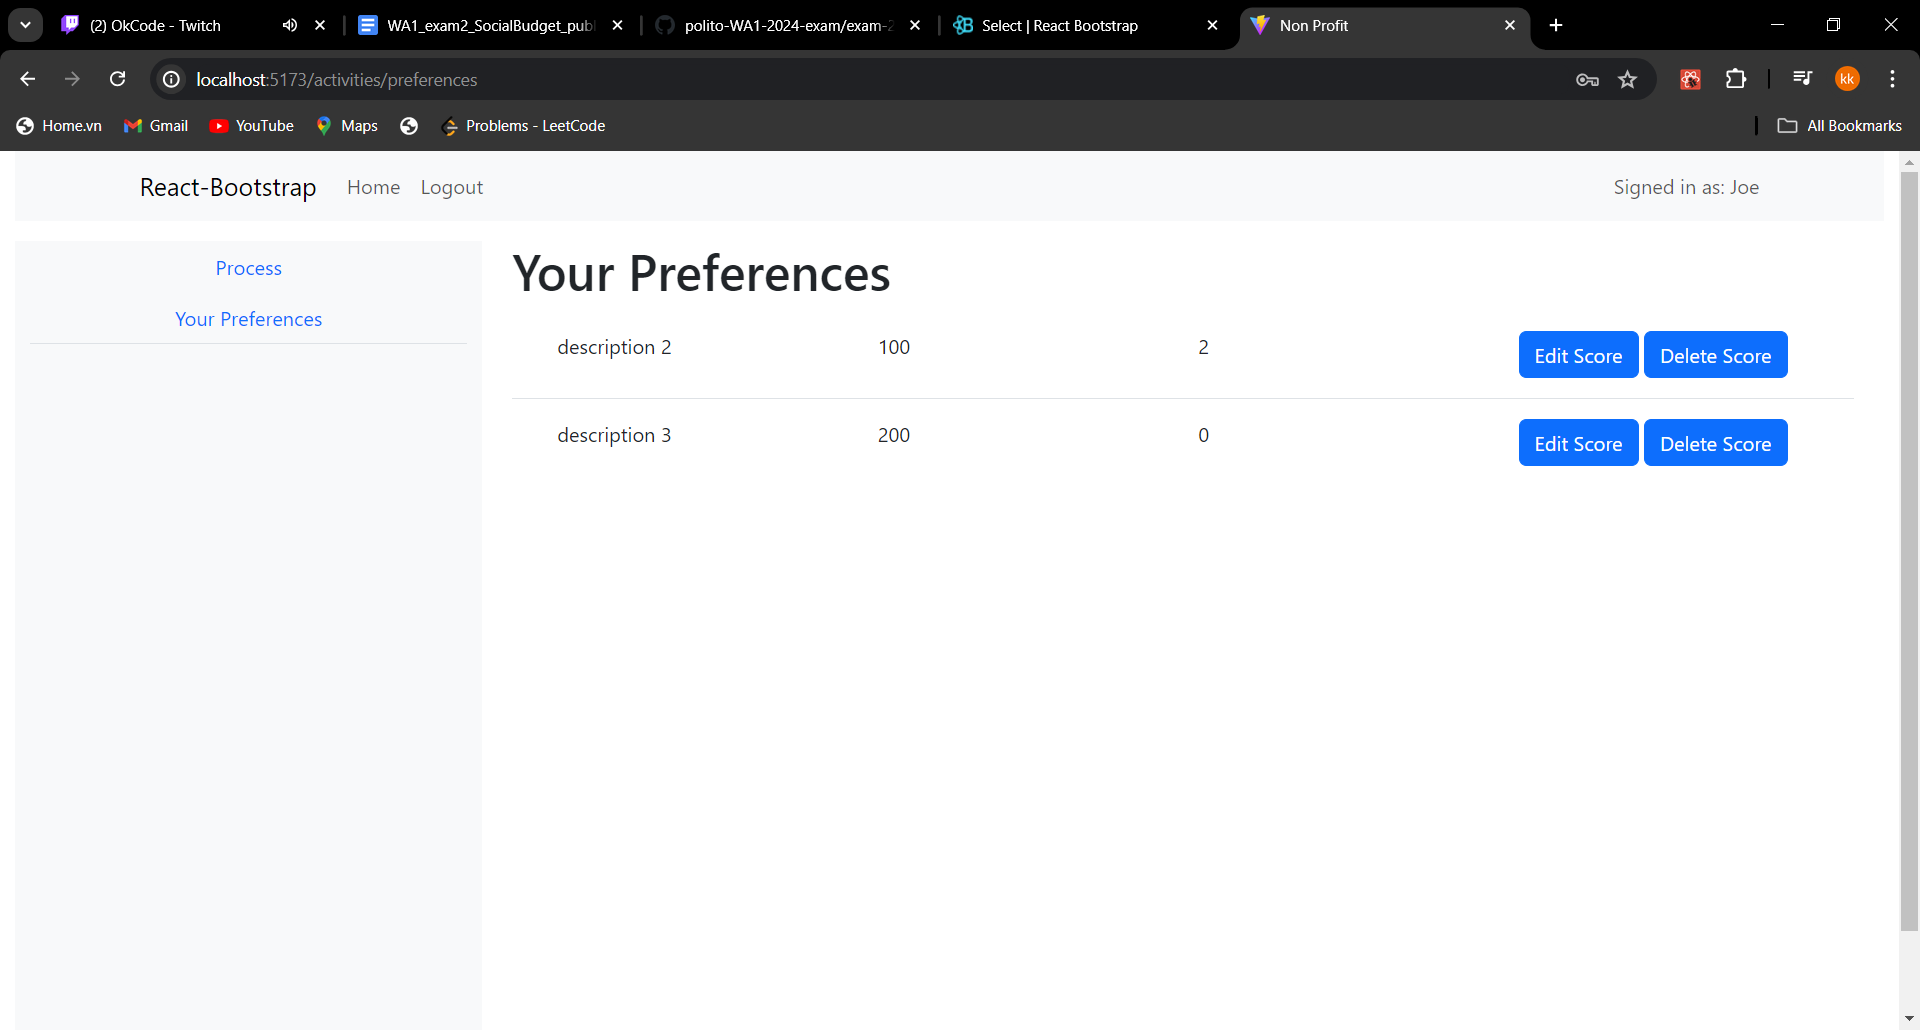 (2) OkCode - Twitch
WA1_exam2_SocialBudget_publ
polito-WA1-2024-exam/exam-2
Select | React Bootstrap
Non Profit
localhost:5173/activities/preferences
kk
Home.vn
Gmail
YouTube
Maps
Problems - LeetCode
All Bookmarks
React-Bootstrap
Home
Logout
Signed in as: Joe
Process
Your Preferences
Your Preferences
description 2 100 2 Edit Score Delete Score
description 3 200 0 Edit Score Delete Score